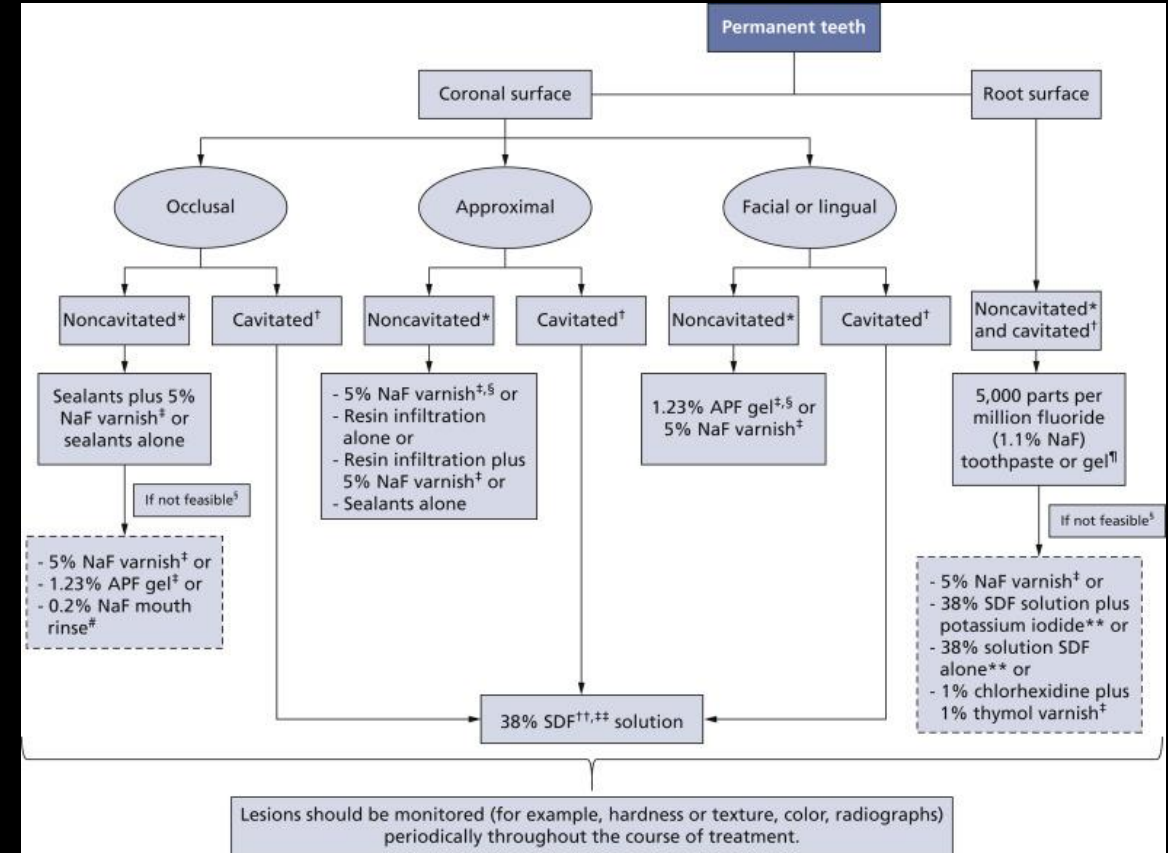 Permanent teeth
Coronal surface
Root surface
Occlusal
Approximal
Facial or lingual
Noncavitated*
Cavitated†
Noncavitated*
Cavitated†
Noncavitated*
Cavitated†
Noncavitated*
and cavitated†
Sealants plus 5%
NaF varnish‡ or
sealants alone
- 5% NaF varnish‡,§ or
- Resin infiltration
alone or
- Resin infiltration plus
5% NaF varnish‡ or
- Sealants alone
1.23% APF gel‡,§ or
5% NaF varnish‡
5,000 parts per
million fluoride
(1.1% NaF)
toothpaste or gel¶
If not feasible§
If not feasible§
- 5% NaF varnish‡ or
- 1.23% APF gel‡ or
- 0.2% NaF mouth
rinse#
- 5% NaF varnish‡ or
- 38% SDF solution plus
potassium iodide** or
- 38% solution SDF
alone** or
- 1% chlorhexidine plus
1% thymol varnish‡
38% SDF††,‡‡ solution
Lesions should be monitored (for example, hardness or texture, color, radiographs)
periodically throughout the course of treatment.